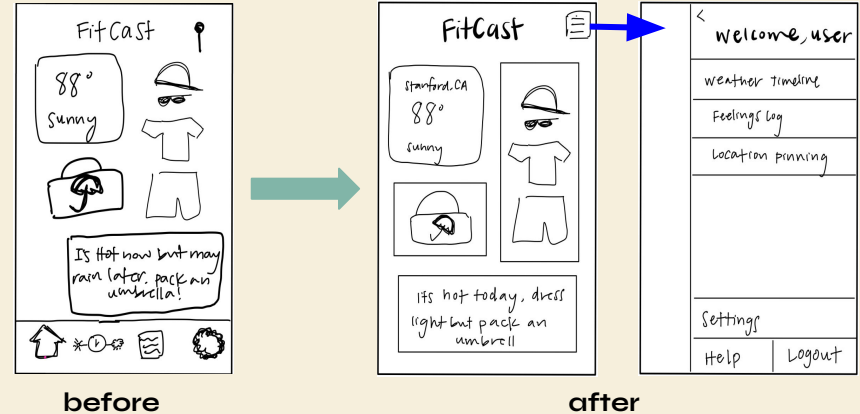 FitCast
88°
sunny
Is Hot now but may
rain later. pack an
umbrella!
before
FitCast
Stanford, CA
88°
sunny
Its hot today, dress
light but pack an
umbrell
<
welcome, user
weather timeline
Feelings Log
Location pinning
Settings
Help
Logout
after